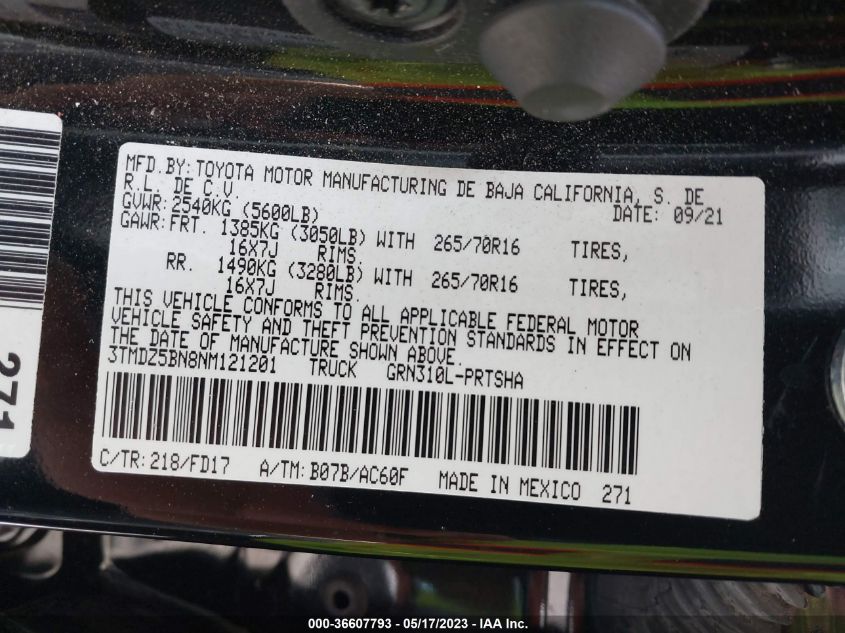 MFD.BY:TOYOTA MOTOR MANUFACTURING DE BAJA CALIFORNIA, S. DE
R.L. DE C.V.
DATE: 09/21
GVWR:2540KG (5600LB)
GAWR:FRT. 1385KG (3050LB) WITH 265/70R16 TIRES,
16X7J RIMS.
RR. 1490KG (3280LB) WITH 265/70R16 TIRES,
16X7J RIMS.
THIS VEHICLE CONFORMS TO ALL APPLICABLE FEDERAL MOTOR
VEHICLE SAFETY AND THEFT PREVENTION STANDARDS IN EFFECT ON
THE DATE OF MANUFACTURE SHOWN ABOVE.
3TMDZ5BN8NM121201 TRUCK GRN310L-PRTSHA
C/TR:218/FD17 A/TM:B07B/AC60F MADE IN MEXICO 271
271
000-36607793 - 05/17/2023 - IAA Inc.